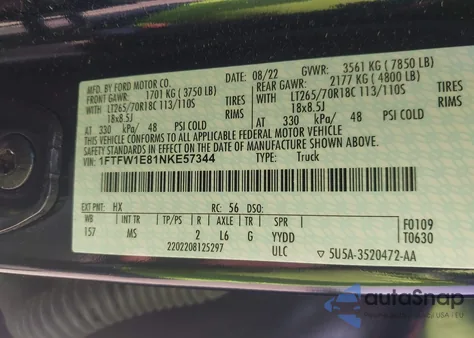 MFD. BY FORD MOTOR CO.
DATE: 08/22 GVWR: 3561 KG (7850 LB)
FRONT GAWR: 1701 KG (3750 LB) REAR GAWR: 2177 KG (4800 LB)
WITH LT265/70R18C 113/110S TIRES WITH LT265/70R18C 113/110S TIRES
18x8.5J RIMS 18x8.5J RIMS
AT 330 kPa/ 48 PSI COLD AT 330 kPa/ 48 PSI COLD
THIS VEHICLE CONFORMS TO ALL APPLICABLE FEDERAL MOTOR VEHICLE
SAFETY STANDARDS IN EFFECT ON THE DATE OF MANUFACTURE SHOWN ABOVE.
VIN: 1FTFW1E81NKE57344 TYPE: Truck
EXT PNT: HX RC: 56 DSO: F0109
WB INT TR TP/PS R AXLE TR SPR T0630
157 MS 2 L6 G YYDD
2202208125297 ULC 5U5A-3520472-AA
autoSnap